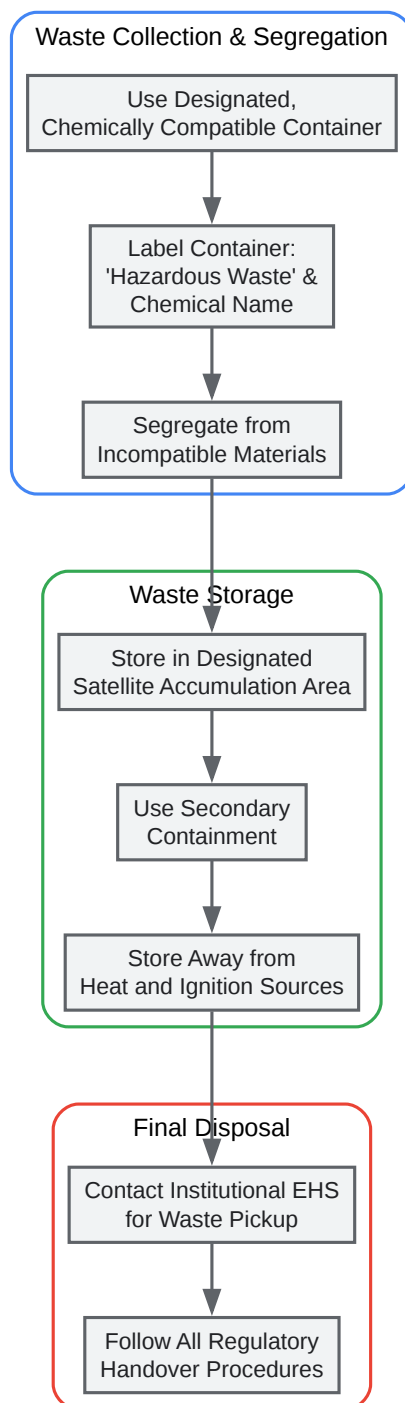 Waste Collection & Segregation
Use Designated,
Chemically Compatible Container
Label Container:
'Hazardous Waste' &
Chemical Name
Segregate from
Incompatible Materials
Waste Storage
Store in Designated
Satellite Accumulation Area
Use Secondary
Containment
Store Away from
Heat and Ignition Sources
Final Disposal
Contact Institutional EHS
for Waste Pickup
Follow All Regulatory
Handover Procedures